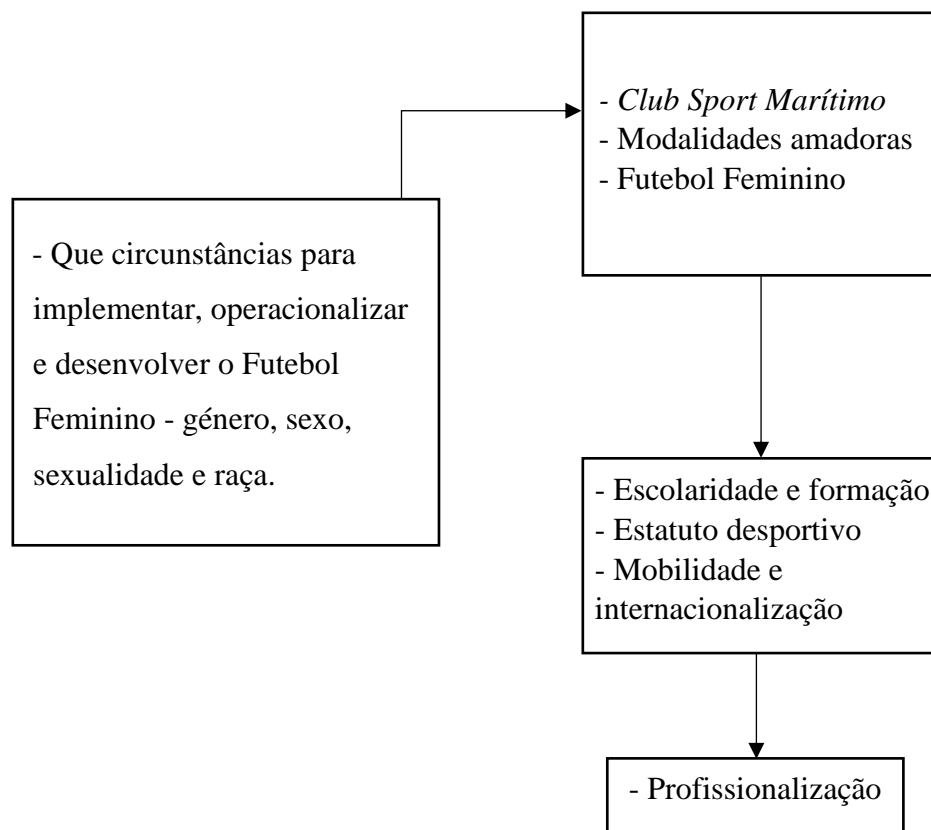 - Que circunstâncias para
implementar, operacionalizar
e desenvolver o Futebol
Feminino - género, sexo,
sexualidade e raça.
- Club Sport Marítimo
- Modalidades amadoras
- Futebol Feminino
- Escolaridade e formação
- Estatuto desportivo
- Mobilidade e
internacionalização
- Profissionalização